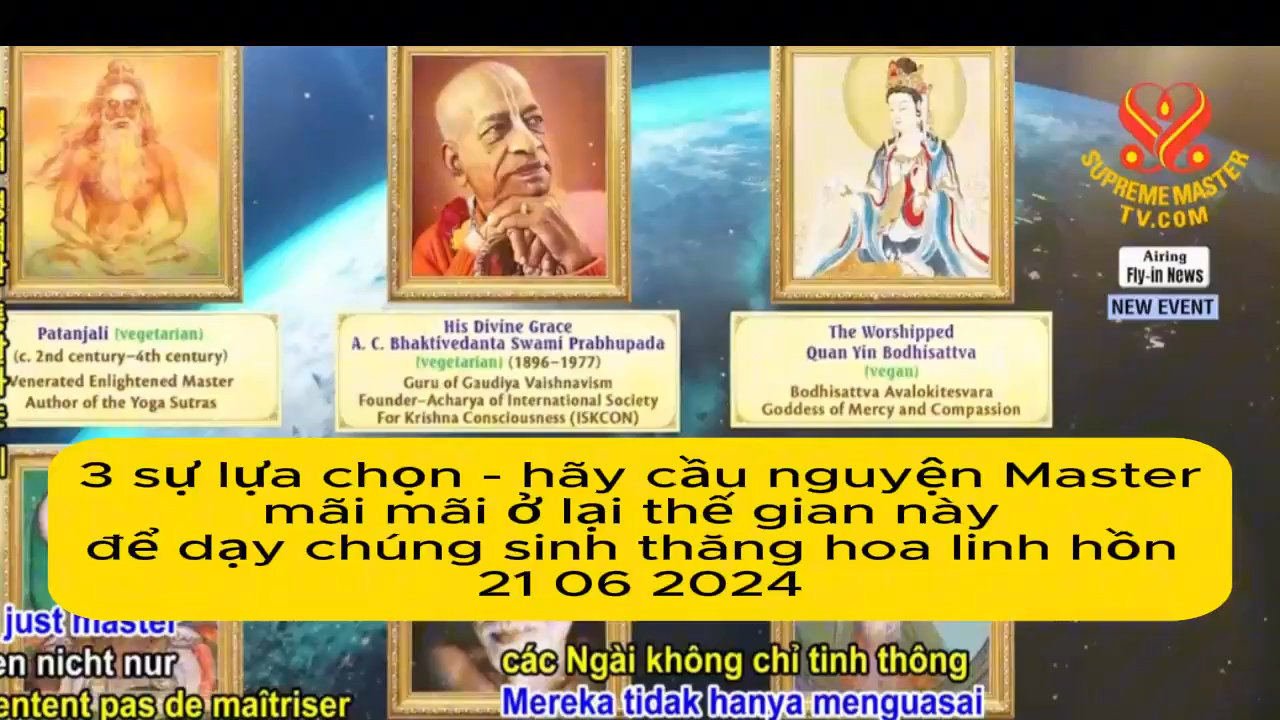 SUPREME MASTER
TV.COM
Airing
Fly-in News
NEW EVENT
Patanjali (vegetarian)
(c. 2nd century–4th century)
Venerated Enlightened Master
Author of the Yoga Sutras
His Divine Grace
A. C. Bhaktivedanta Swami Prabhupada
(vegetarian) (1896–1977)
Guru of Gaudiya Vaishnavism
Founder–Acharya of International Society
For Krishna Consciousness (ISKCON)
The Worshipped
Quan Yin Bodhisattva
(vegan)
Bodhisattva Avalokitesvara
Goddess of Mercy and Compassion
3 sự lựa chọn - hãy cầu nguyện Master
mãi mãi ở lại thế gian này
để dạy chúng sinh thăng hoa linh hồn
21 06 2024
just master
en nicht nur
entent pas de maîtriser
các Ngài không chỉ tinh thông
Mereka tidak hanya menguasai